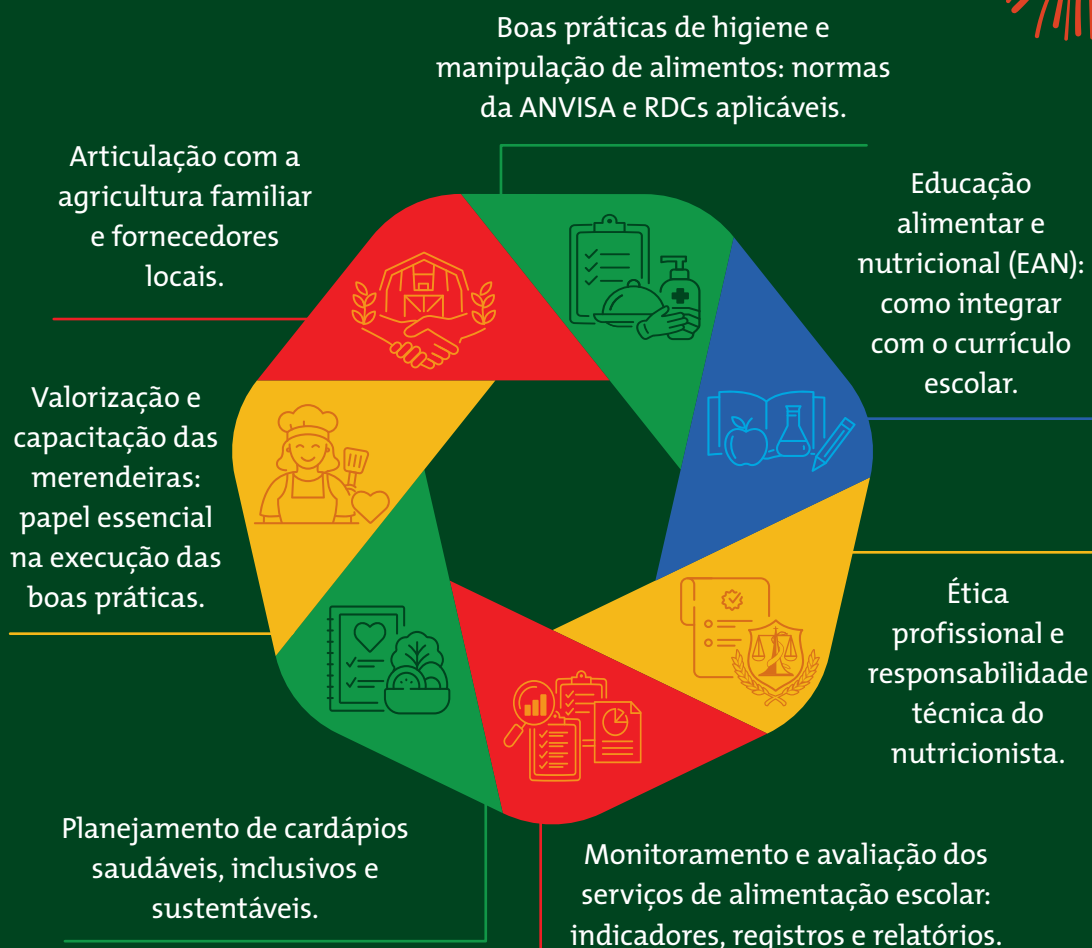 Boas práticas de higiene e
manipulação de alimentos: normas
da ANVISA e RDCs aplicáveis.
Articulação com a
agricultura familiar
e fornecedores
locais.
Educação
alimentar e
nutricional (EAN):
como integrar
com o currículo
escolar.
Valorização e
capacitação das
merendeiras:
papel essencial
na execução das
boas práticas.
Ética
profissional e
responsabilidade
técnica do
nutricionista.
Planejamento de cardápios
saudáveis, inclusivos e
sustentáveis.
Monitoramento e avaliação dos
serviços de alimentação escolar:
indicadores, registros e relatórios.